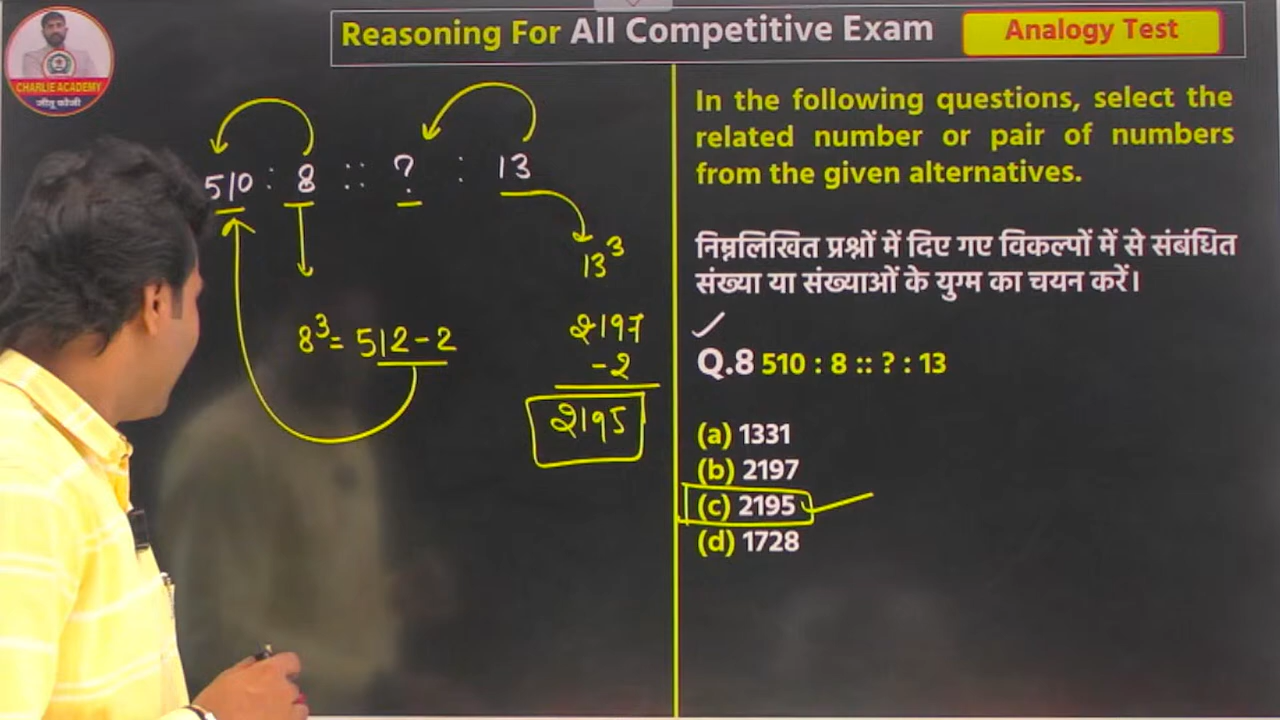 Reasoning For All Competitive Exam
Analogy Test
CHARLIE ACADEMY
जीतू फौजी
510 : 8 :: ? : 13
13³
8³ = 512 - 2
2197
-2
2195
In the following questions, select the
related number or pair of numbers
from the given alternatives.
निम्नलिखित प्रश्नों में दिए गए विकल्पों में से संबंधित
संख्या या संख्याओं के युग्म का चयन करें।
Q.8 510 : 8 :: ? : 13
(a) 1331
(b) 2197
(c) 2195
(d) 1728